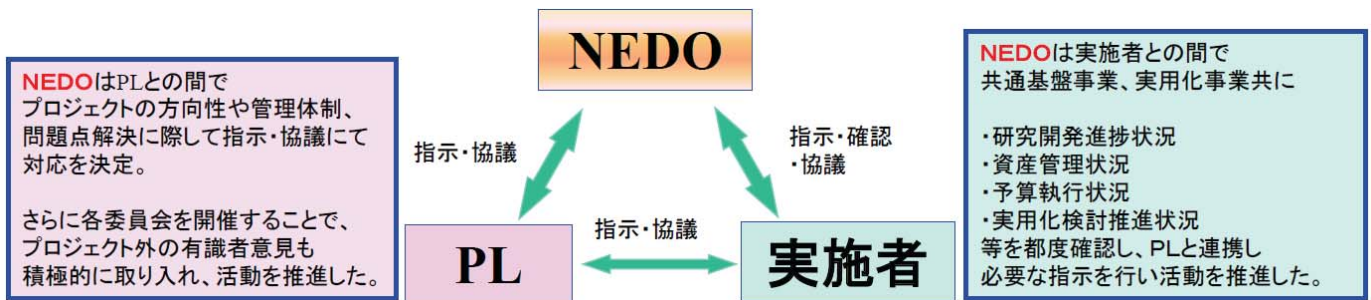 NEDO
NEDOはPLとの間で
プロジェクトの方向性や管理体制、
問題点解決に際して指示・協議にて
対応を決定。
さらに各委員会を開催することで、
プロジェクト外の有識者意見も
積極的に取り入れ、活動を推進した。
指示・協議
指示・確認
・協議
指示・協議
PL
実施者
NEDOは実施者との間で
共通基盤事業、実用化事業共に
・研究開発進捗状況
・資産管理状況
・予算執行状況
・実用化検討推進状況
等を都度確認し、PLと連携し
必要な指示を行い活動を推進した。